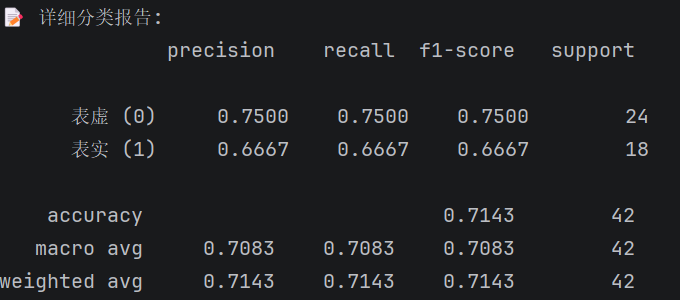 📝 详细分类报告:
precision recall f1-score support
表虚 (0) 0.7500 0.7500 0.7500 24
表实 (1) 0.6667 0.6667 0.6667 18
accuracy 0.7143 42
macro avg 0.7083 0.7083 0.7083 42
weighted avg 0.7143 0.7143 0.7143 42